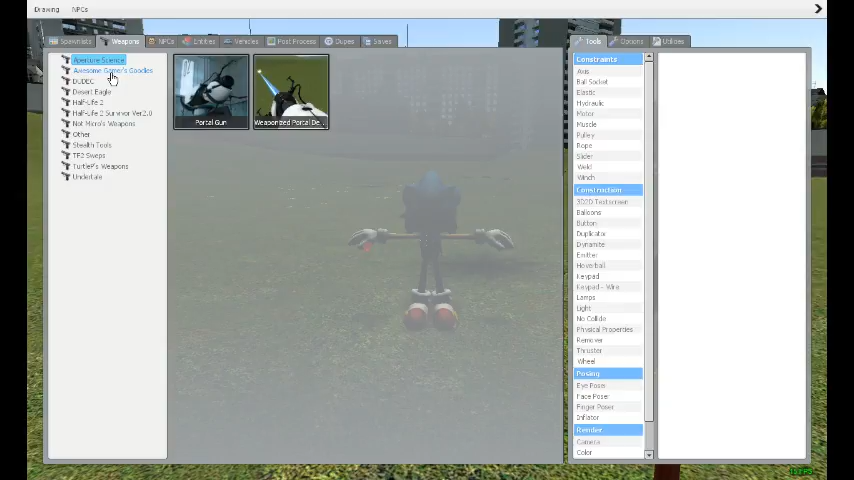 Drawing NPCs
Spawnlists Weapons NPCs Entities Vehicles Post Process Dupes Saves
Aperture Science
Awesome Gamer's Goodies
DUDEC
Desert Eagle
Half-Life 2
Half-Life 2 Survivor Ver2.0
Not Micro's Weapons
Other
Stealth Tools
TF2 Sweps
TurtleP's Weapons
Undertale
Portal Gun
Weaponized Portal De...
Tools Options Utilities
Constraints
Axis
Ball Socket
Elastic
Hydraulic
Motor
Muscle
Pulley
Rope
Slider
Weld
Winch
Construction
3D2D Textscreen
Balloons
Button
Duplicator
Dynamite
Emitter
Hoverball
Keypad
Keypad - Wire
Lamps
Light
No Collide
Physical Properties
Remover
Thruster
Wheel
Posing
Eye Poser
Face Poser
Finger Poser
Inflator
Render
Camera
Color